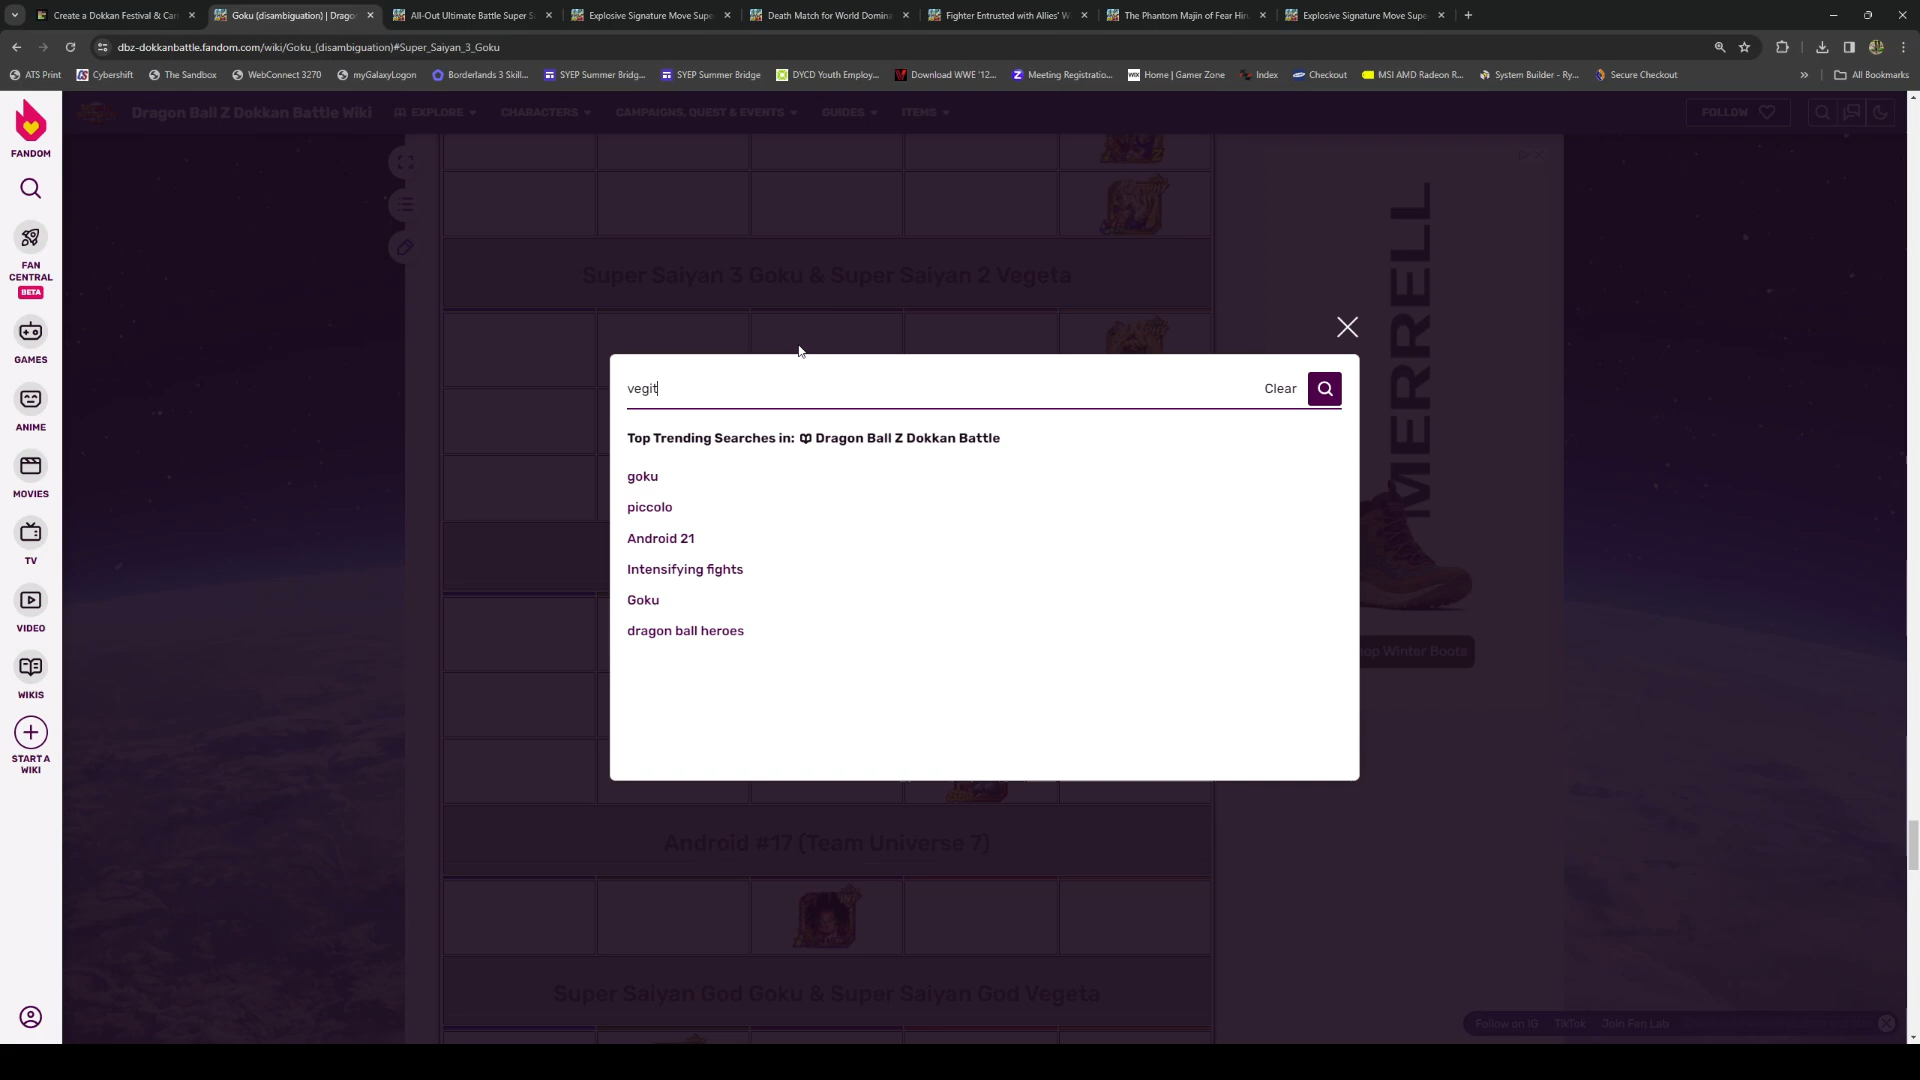 Create a Dokkan Festival & Car
Goku (disambiguation) | Drago
All-Out Ultimate Battle Super S
Explosive Signature Move Supe
Death Match for World Domina
Fighter Entrusted with Allies' W
The Phantom Majin of Fear Hiru
Explosive Signature Move Supe
dbz-dokkanbattle.fandom.com/wiki/Goku_(disambiguation)#Super_Saiyan_3_Goku
ATS Print
Cybershift
The Sandbox
WebConnect 3270
myGalaxyLogon
Borderlands 3 Skill...
SYEP Summer Bridg...
SYEP Summer Bridge
DYCD Youth Employ...
Download WWE '12...
Meeting Registratio...
Home | Gamer Zone
Index
Checkout
MSI AMD Radeon R...
System Builder - Ry...
Secure Checkout
All Bookmarks
FANDOM
FAN
CENTRAL
BETA
GAMES
ANIME
MOVIES
TV
VIDEO
WIKIS
START A
WIKI
Dragon Ball Z Dokkan Battle Wiki
EXPLORE
CHARACTERS
CAMPAIGNS, QUEST & EVENTS
GUIDES
ITEMS
FOLLOW
Super Saiyan 3 Goku & Super Saiyan 2 Vegeta
vegit
Clear
Top Trending Searches in: Dragon Ball Z Dokkan Battle
goku
piccolo
Android 21
Intensifying fights
Goku
dragon ball heroes
MERRELL
op Winter Boots
Android #17 (Team Universe 7)
Super Saiyan God Goku & Super Saiyan God Vegeta
Follow on IG
TikTok
Join Fan Lab